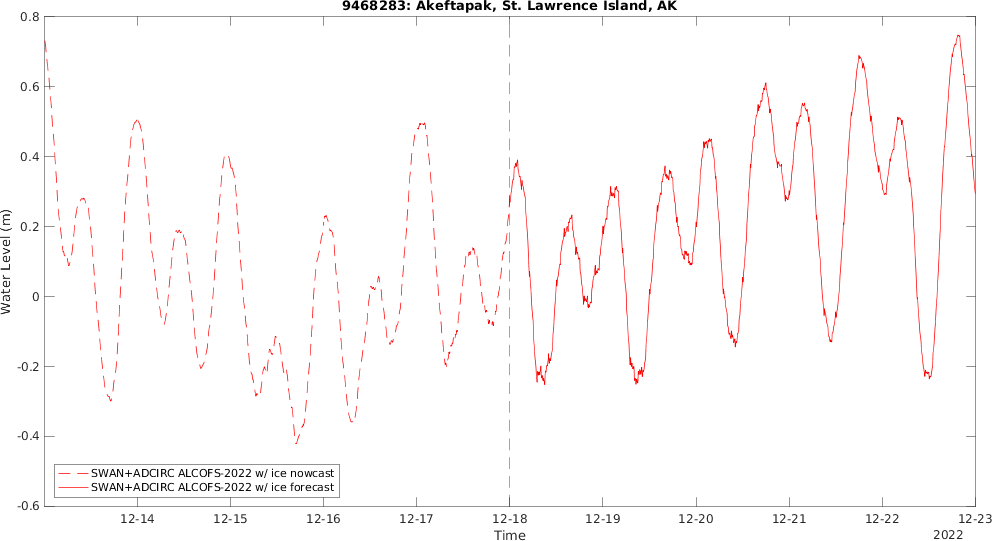 9468283: Akeftapak, St. Lawrence Island, AK
0.8
0.6
0.4
0.2
0
-0.2
-0.4
-0.6
Water Level (m)
SWAN+ADCIRC ALCOFS-2022 w/ ice nowcast
SWAN+ADCIRC ALCOFS-2022 w/ ice forecast
12-14 12-15 12-16 12-17 12-18 12-19 12-20 12-21 12-22 12-23
Time
2022